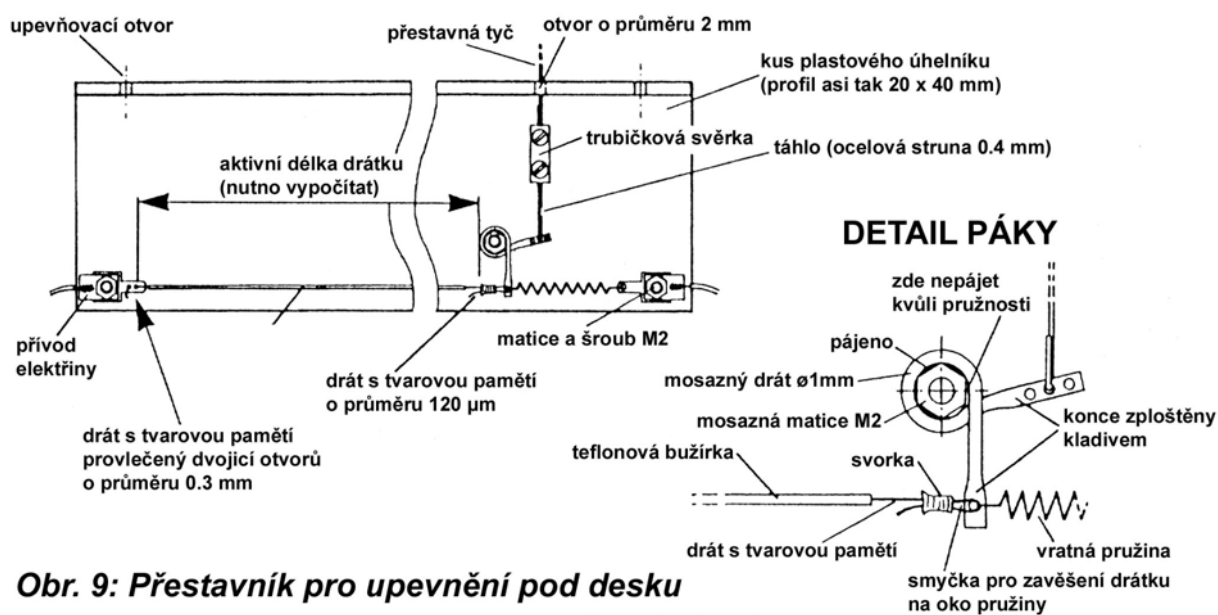 upevňovací otvor
přestavná tyč
otvor o průměru 2 mm
kus plastového úhelníku
(profil asi tak 20 x 40 mm)
trubičková svěrka
táhlo (ocelová struna 0.4 mm)
aktivní délka drátku
(nutno vypočítat)
přívod
elektřiny
matice a šroub M2
drát s tvarovou pamětí
o průměru 120 µm
drát s tvarovou pamětí
provlečený dvojicí otvorů
o průměru 0.3 mm
DETAIL PÁKY
zde nepájet
kvůli pružnosti
pájeno
mosazný drát ø1mm
mosazná matice M2
konce zploštěny
kladivem
teflonová bužírka
svorka
drát s tvarovou pamětí
vratná pružina
smyčka pro zavěšení drátku
na oko pružiny
Obr. 9: Přestavník pro upevnění pod desku